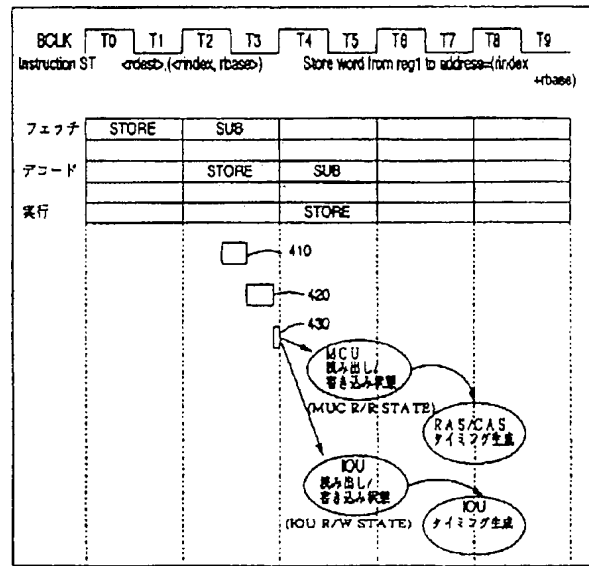 BCLK T0 T1 T2 T3 T4 T5 T6 T7 T8 T9
Instruction ST <rdest>,(<rindex, rbase>) Store word from reg1 to address=(rindex
+rbase)
フェッチ STORE SUB
デコード STORE SUB
実行 STORE
410
420
430
MCU
読み出し/
書き込み状態
(MUC R/R STATE)
RAS/CAS
タイミング生成
IOU
読み出し/
書き込み状態
(IOU R/W STATE)
IOU
タイミング生成